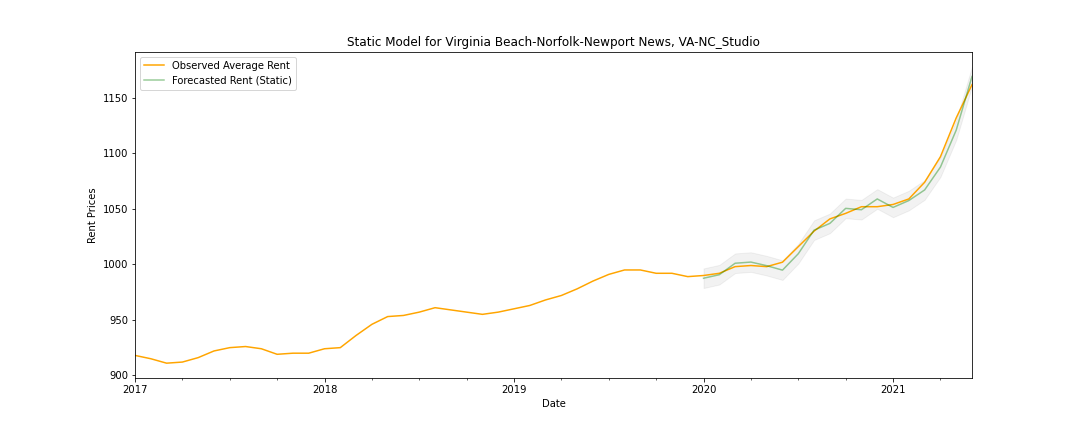 Static Model for Virginia Beach-Norfolk-Newport News, VA-NC_Studio
Observed Average Rent
Forecasted Rent (Static)
1150
1100
1050
1000
950
900
Rent Prices
2017
2018
2019
2020
2021
Date